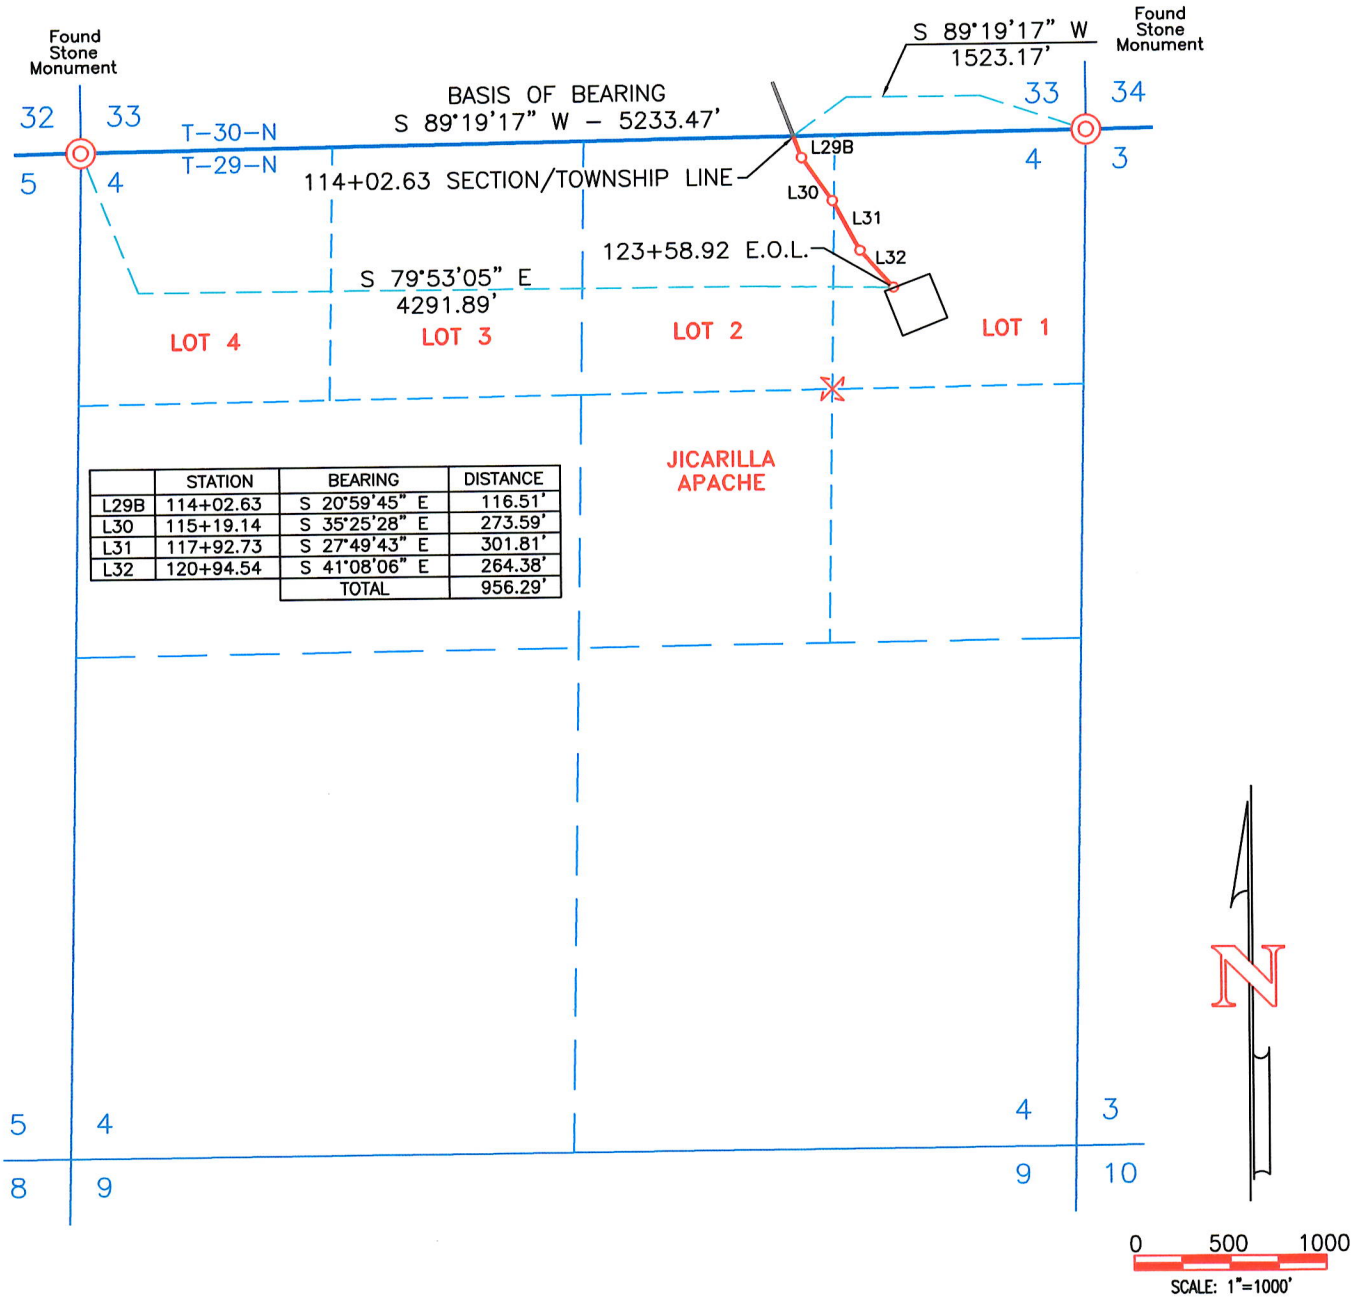 Found
Stone
Monument
Found
Stone
Monument
S 89°19'17" W
1523.17'
32 33
BASIS OF BEARING
S 89°19'17" W – 5233.47'
33 34
T-30-N
T-29-N
5 4
4 3
L29B
114+02.63 SECTION/TOWNSHIP LINE
L30
L31
123+58.92 E.O.L.
L32
S 79°53'05" E
4291.89'
LOT 4
LOT 3
LOT 2
LOT 1
JICARILLA
APACHE
STATION BEARING DISTANCE
L29B 114+02.63 S 20°59'45" E 116.51'
L30 115+19.14 S 35°25'28" E 273.59'
L31 117+92.73 S 27°49'43" E 301.81'
L32 120+94.54 S 41°08'06" E 264.38'
TOTAL 956.29'
N
5 4
4 3
8 9
9 10
0 500 1000
SCALE: 1"=1000'